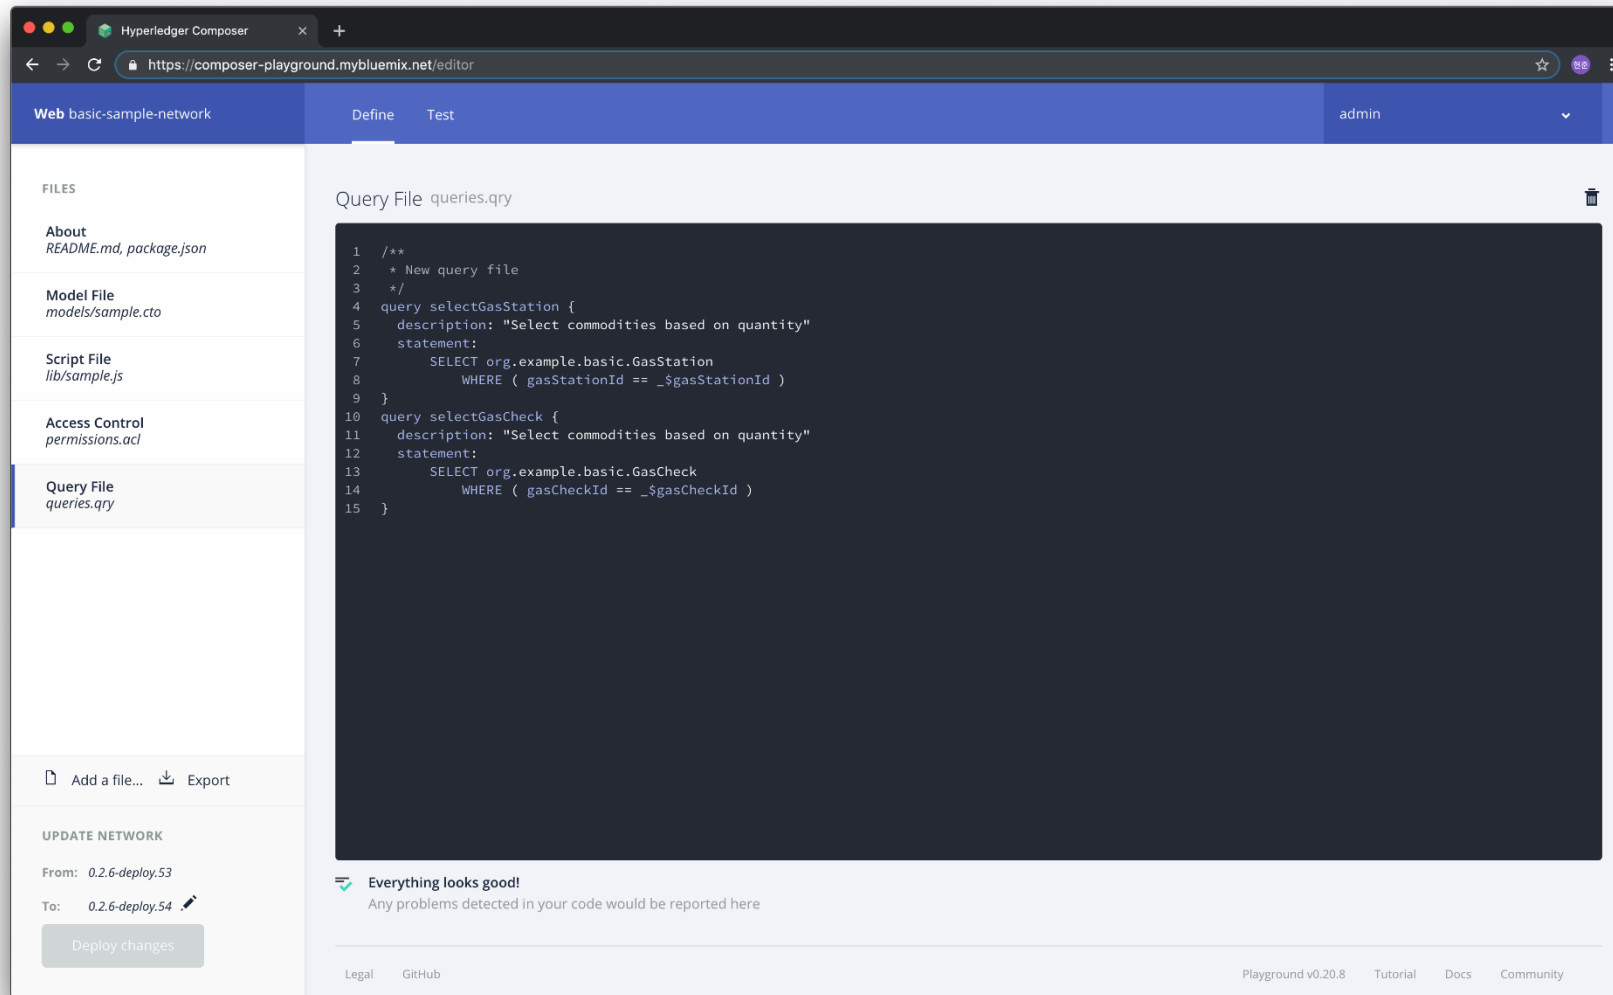 Hyperledger Composer
https://composer-playground.mybluemix.net/editor
현준
Web basic-sample-network
Define
Test
admin
FILES
About
README.md, package.json
Model File
models/sample.cto
Script File
lib/sample.js
Access Control
permissions.acl
Query File
queries.qry
Add a file...
Export
UPDATE NETWORK
From: 0.2.6-deploy.53
To: 0.2.6-deploy.54
Deploy changes
Query File queries.qry
1 /**
2 * New query file
3 */
4 query selectGasStation {
5 description: "Select commodities based on quantity"
6 statement:
7 SELECT org.example.basic.GasStation
8 WHERE ( gasStationId == _$gasStationId )
9 }
10 query selectGasCheck {
11 description: "Select commodities based on quantity"
12 statement:
13 SELECT org.example.basic.GasCheck
14 WHERE ( gasCheckId == _$gasCheckId )
15 }
Everything looks good!
Any problems detected in your code would be reported here
Legal
GitHub
Playground v0.20.8
Tutorial
Docs
Community